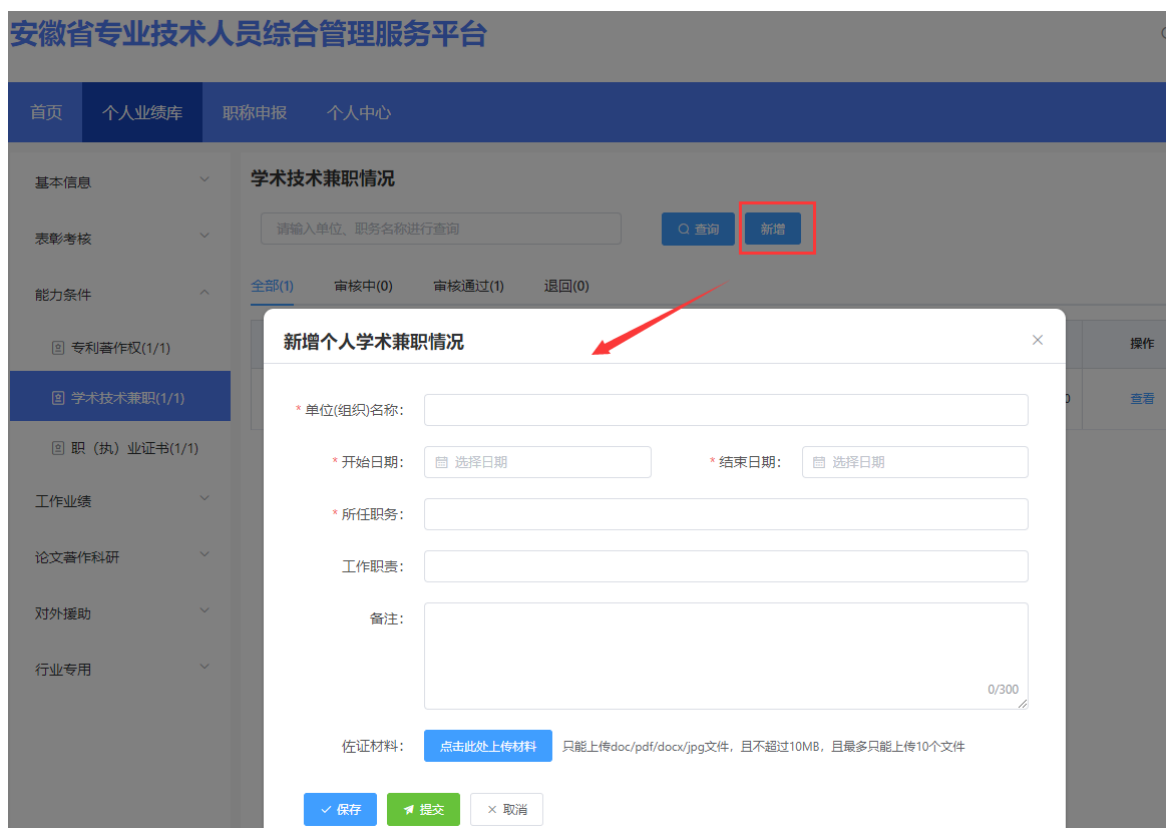 安徽省专业技术人员综合管理服务平台
首页 个人业绩库 职称申报 个人中心
基本信息
表彰考核
能力条件
专利著作权(1/1)
学术技术兼职(1/1)
职（执）业证书(1/1)
工作业绩
论文著作科研
对外援助
行业专用
学术技术兼职情况
请输入单位、职务名称进行查询 查询 新增
全部(1) 审核中(0) 审核通过(1) 退回(0)
操作
查看
新增个人学术兼职情况
* 单位(组织)名称：
* 开始日期： 选择日期 * 结束日期： 选择日期
* 所任职务：
工作职责：
备注：
0/300
佐证材料： 点击此处上传材料 只能上传doc/pdf/docx/jpg文件，且不超过10MB，且最多只能上传10个文件
保存 提交 取消